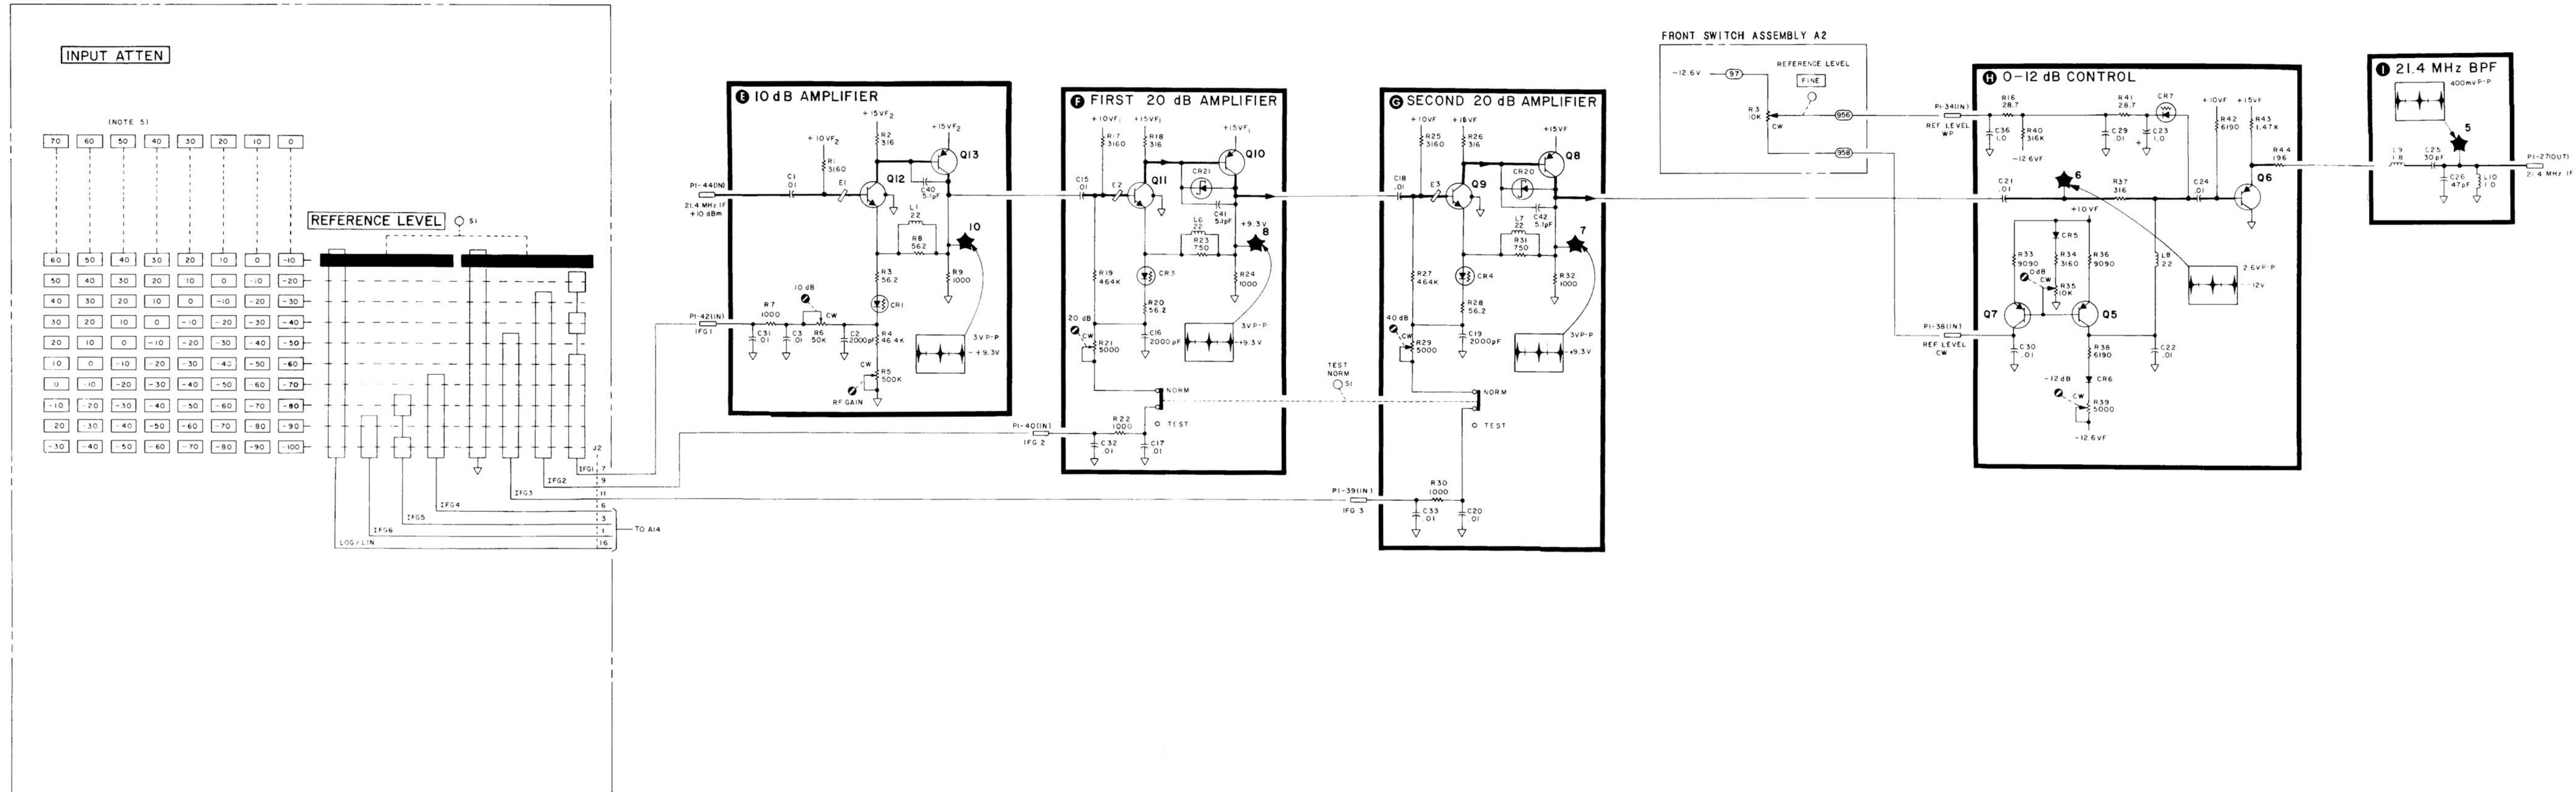 INPUT ATTEN
(NOTE 5)
70 60 50 40 30 20 10 0
REFERENCE LEVEL S1
60 50 40 30 20 10 0 -10
50 40 30 20 10 0 -10 -20
40 30 20 10 0 -10 -20 -30
30 20 10 0 -10 -20 -30 -40
20 10 0 -10 -20 -30 -40 -50
10 0 -10 -20 -30 -40 -50 -60
0 -10 -20 -30 -40 -50 -60 -70
-10 -20 -30 -40 -50 -60 -70 -80
-20 -30 -40 -50 -60 -70 -80 -90
-30 -40 -50 -60 -70 -80 -90 -100
J2
IFG1 7
IFG2 9
IFG3 11
IFG4 6
IFG5 3
IFG6 1
LOG/LIN 16
TO A14
E 10 dB AMPLIFIER
+15VF2
+10VF2
R2
316
+15VF2
R1
3160
Q13
Q12
C40
5.1pF
P1-44(IN)
21.4 MHz IF
+10 dBm
C1
.01
E1
L1
22
R8
562
10
R3
56.2
R9
1000
CR1
10 dB
CW
P1-42(IN)
IFG 1
R7
1000
C31
.01
C3
.01
R6
50K
C2
2000pF
R4
46.4K
3VP-P
+9.3V
CW
R5
500K
RF GAIN
F FIRST 20 dB AMPLIFIER
+10VF1
+15VF1
R17
3160
R18
316
+15VF1
Q10
CR21
Q11
C15
.01
E2
C41
5.1pF
L6
22
R23
750
+9.3V
8
R19
464K
CR3
R24
1000
R20
56.2
20 dB
CW
R21
5000
C16
2000pF
3VP-P
+9.3V
NORM
TEST
R22
1000
P1-40(IN)
IFG 2
C32
.01
C17
.01
TEST
NORM
S1
G SECOND 20 dB AMPLIFIER
+10VF
+15VF
R25
3160
R26
316
+15VF
Q8
CR20
Q9
C18
.01
E3
C42
5.1pF
L7
22
R31
750
7
R27
464K
CR4
R32
1000
R28
56.2
40 dB
CW
R29
5000
C19
2000pF
3VP-P
+9.3V
NORM
TEST
P1-39(IN)
IFG 3
R30
1000
C33
.01
C20
.01
FRONT SWITCH ASSEMBLY A2
-12.6V 97
REFERENCE LEVEL
FINE
R3
10K
CW
956
958
H 0-12 dB CONTROL
P1-34(IN)
REF LEVEL
WP
R16
28.7
R41
28.7
CR7
+10VF
+15VF
C36
1.0
R40
316K
-12.6VF
C29
.01
C23
1.0
+
R42
6190
R43
1.47K
R44
196
C21
.01
6
R37
316
C24
.01
Q6
+10VF
R33
9090
CR5
R34
3160
R36
9090
L8
22
0dB
CW
R35
10K
2.6VP-P
-12V
Q7
Q5
P1-38(IN)
REF LEVEL
CW
C30
.01
R38
6190
C22
.01
CR6
-12 dB
CW
R39
5000
-12.6VF
I 21.4 MHz BPF
400mVP-P
5
L9
1.8
C25
30pF
C26
47pF
L10
1.0
P1-27(OUT)
21.4 MHz IF